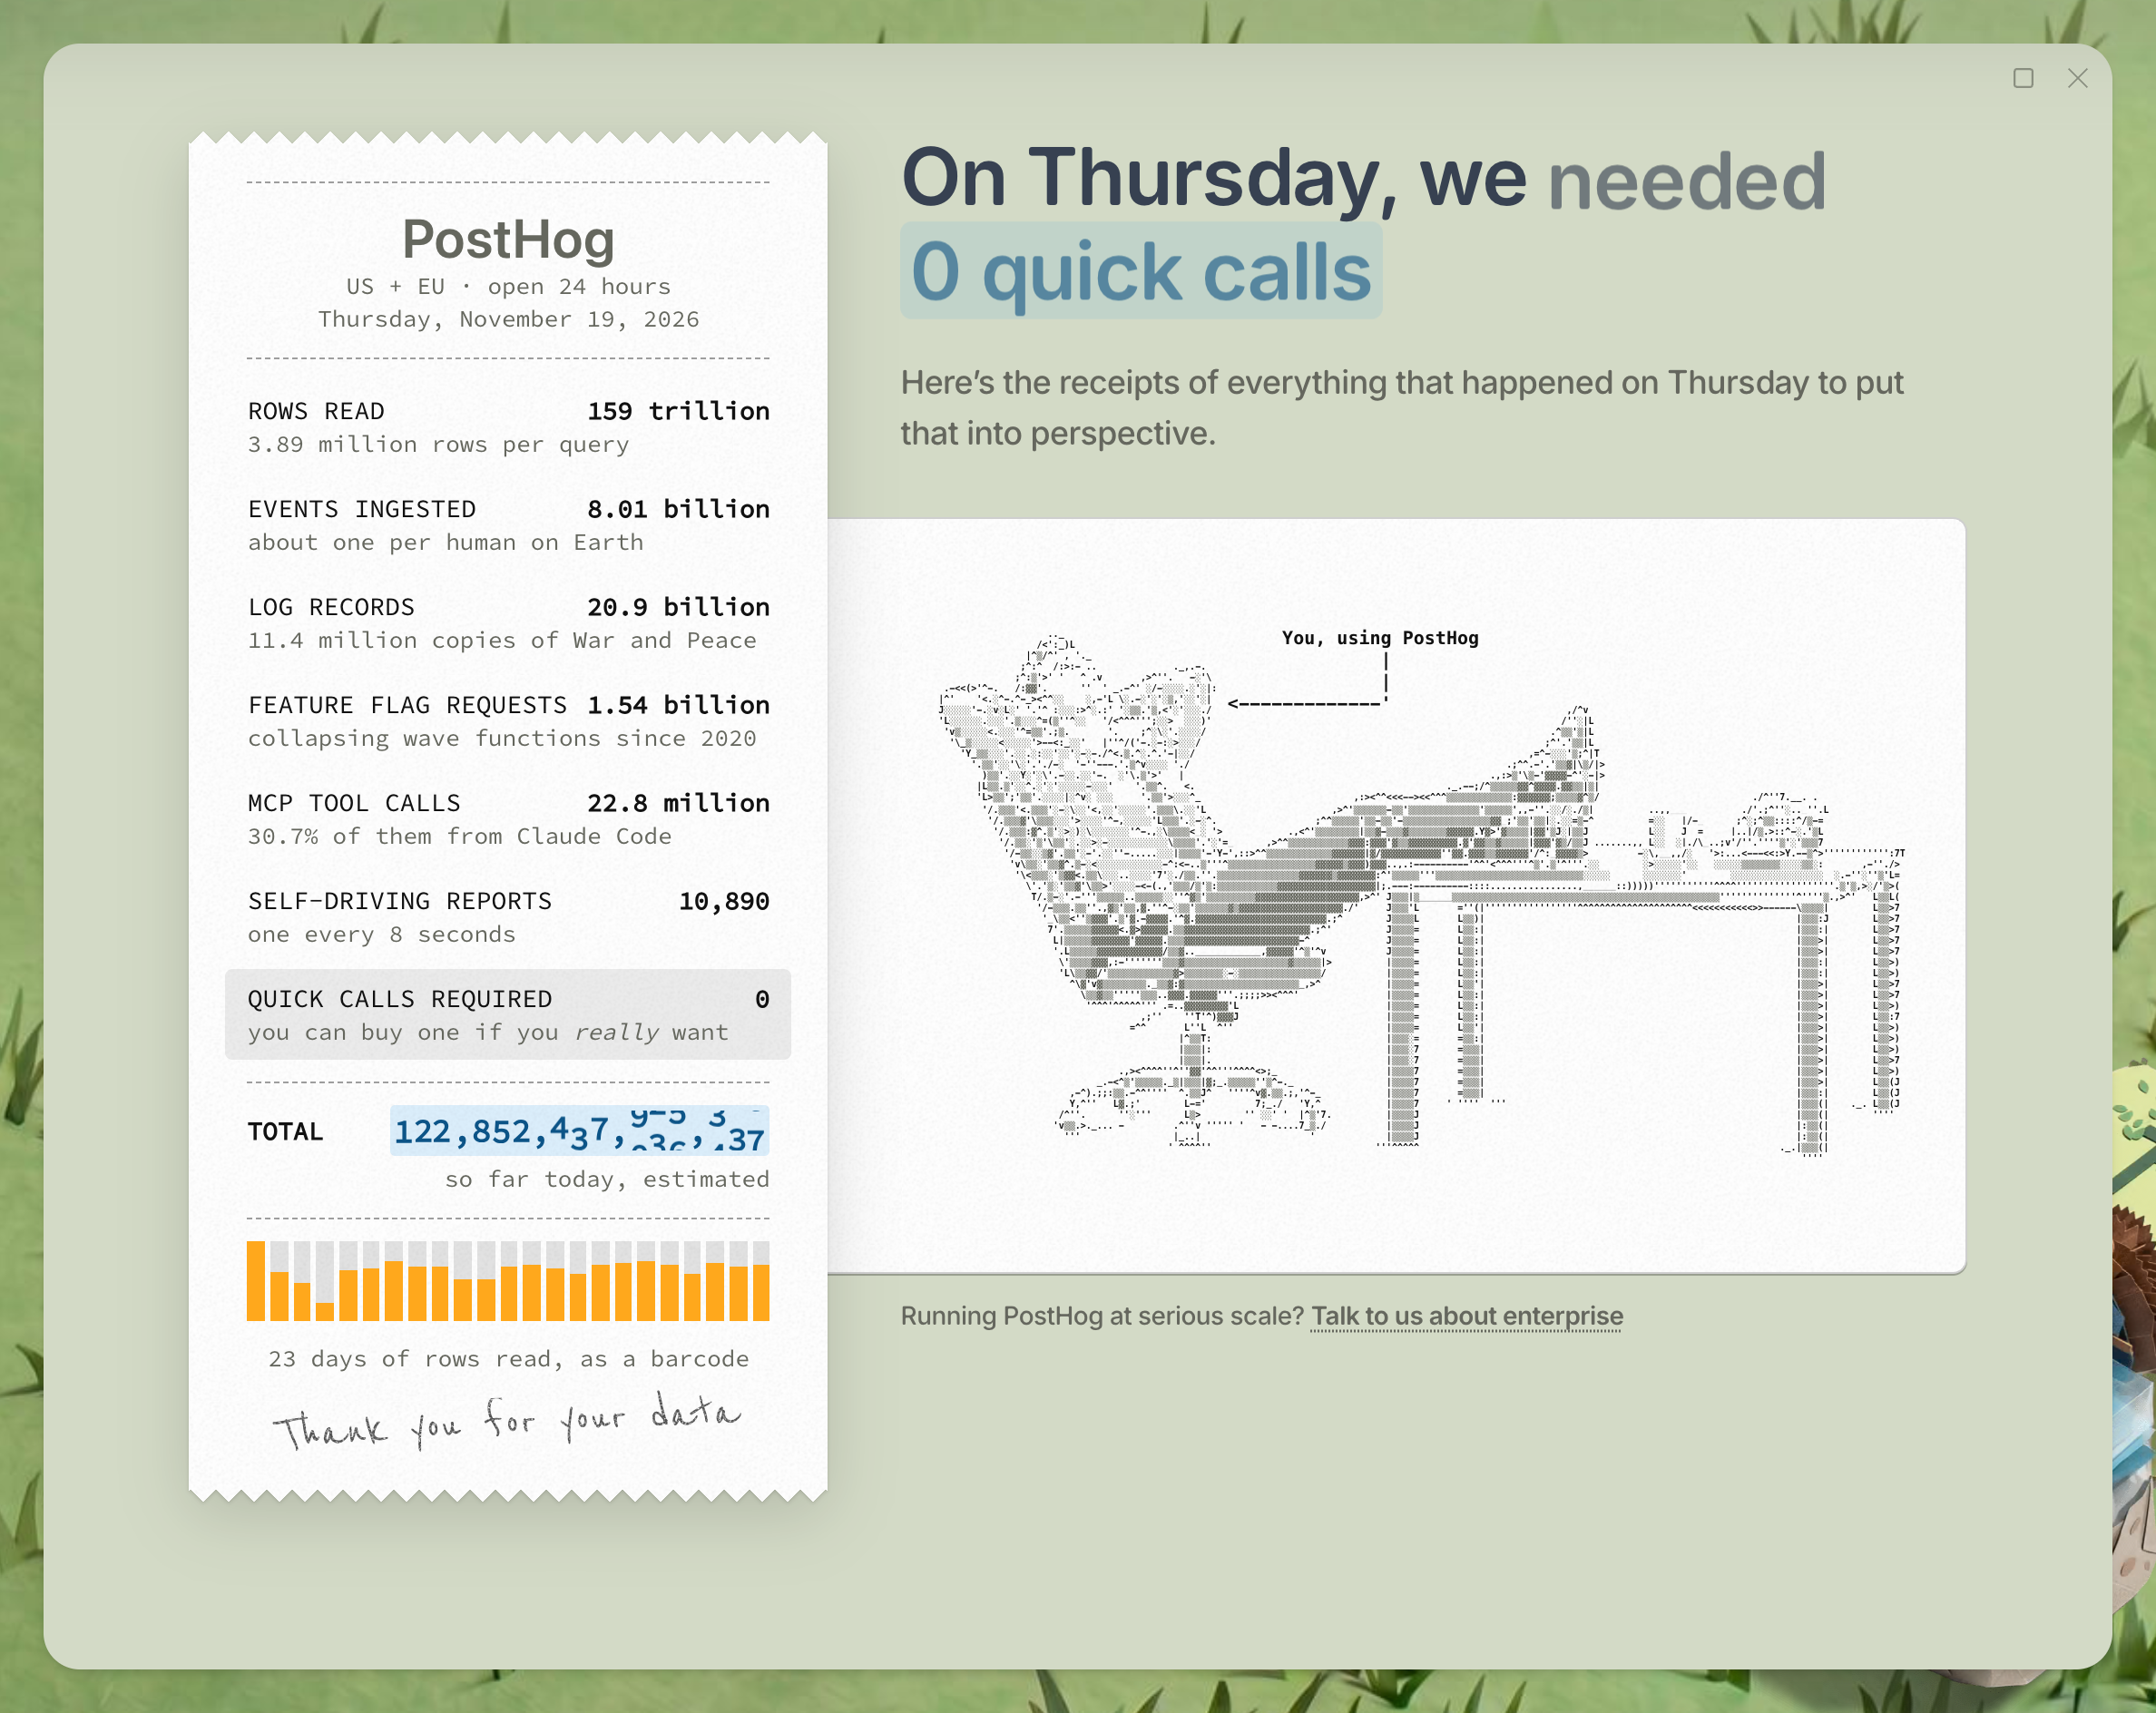 PostHog
US + EU · open 24 hours
Thursday, November 19, 2026
ROWS READ 159 trillion
3.89 million rows per query
EVENTS INGESTED 8.01 billion
about one per human on Earth
LOG RECORDS 20.9 billion
11.4 million copies of War and Peace
FEATURE FLAG REQUESTS 1.54 billion
collapsing wave functions since 2020
MCP TOOL CALLS 22.8 million
30.7% of them from Claude Code
SELF-DRIVING REPORTS 10,890
one every 8 seconds
QUICK CALLS REQUIRED 0
you can buy one if you really want
TOTAL
so far today, estimated
23 days of rows read, as a barcode
Thank you for your data
On Thursday, we needed
0 quick calls
Here’s the receipts of everything that happened on Thursday to put
that into perspective.
You, using PostHog
Running PostHog at serious scale? Talk to us about enterprise